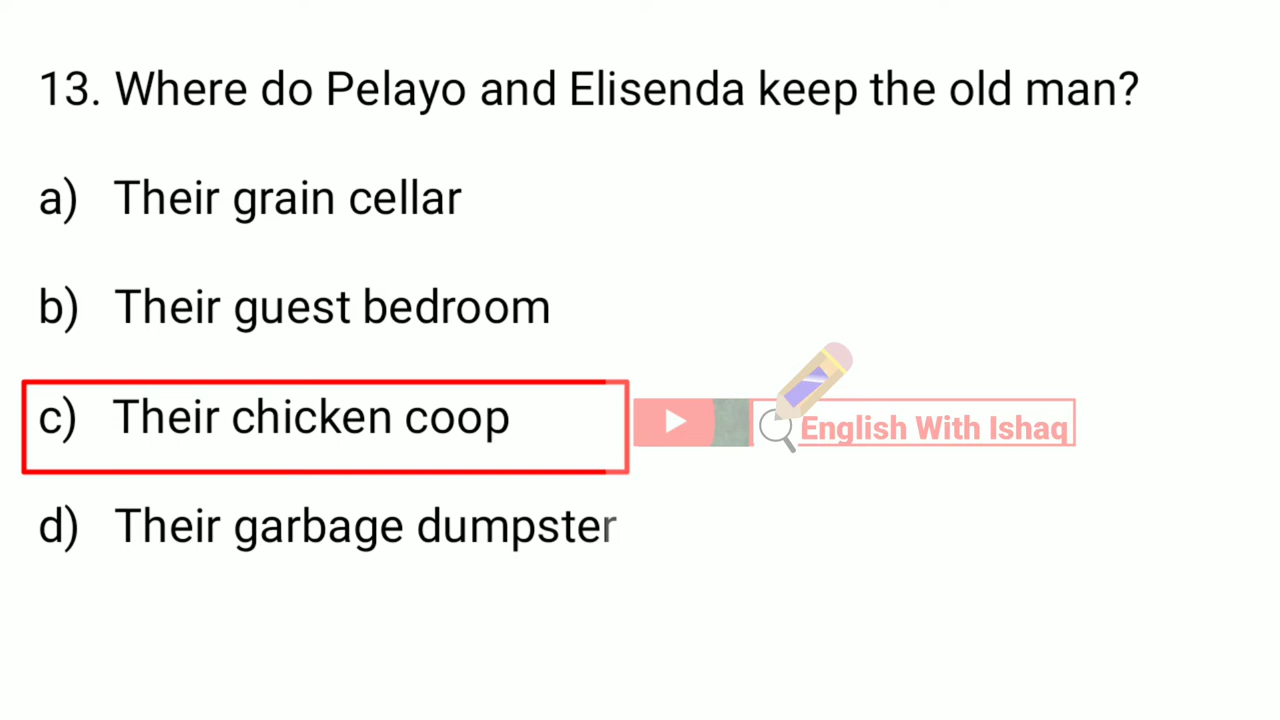 13. Where do Pelayo and Elisenda keep the old man?
a) Their grain cellar
b) Their guest bedroom
c) Their chicken coop
English With Ishaq
d) Their garbage dumpster